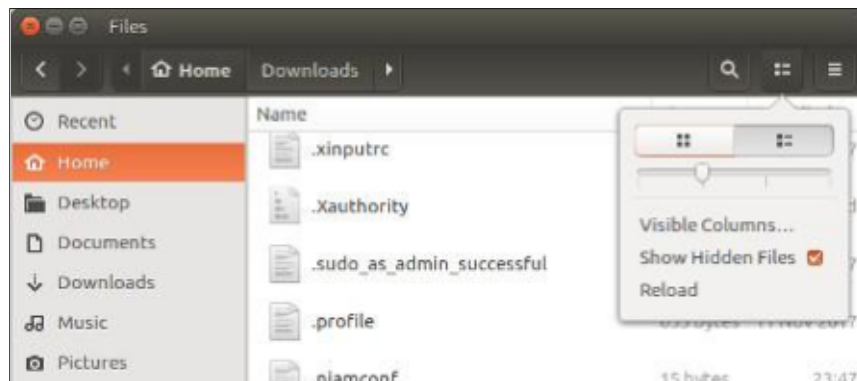 Files
Home Downloads
Recent
Home
Desktop
Documents
Downloads
Music
Pictures
Name
.xinputrc
.Xauthority
.sudo_as_admin_successful
.profile
.piamconf
15 bytes 23:47
Visible Columns...
Show Hidden Files
Reload